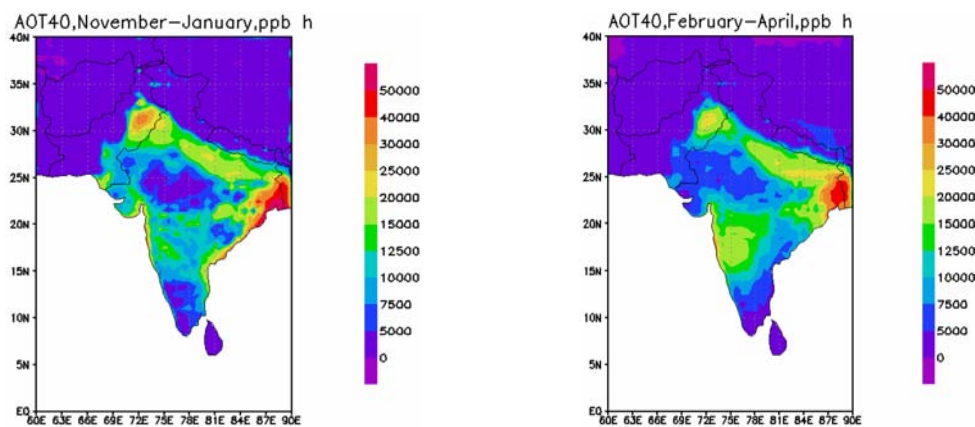 AOT40,November-January,ppb h
40N
35N
30N
25N
20N
15N
10N
5N
EQ
60E 63E 66E 69E 72E 75E 78E 81E 84E 87E 90E
50000
40000
30000
25000
20000
15000
12500
10000
7500
5000
0
AOT40,February-April,ppb h
40N
35N
30N
25N
20N
15N
10N
5N
EQ
60E 63E 66E 69E 72E 75E 78E 81E 84E 87E 90E
50000
40000
30000
25000
20000
15000
12500
10000
7500
5000
0